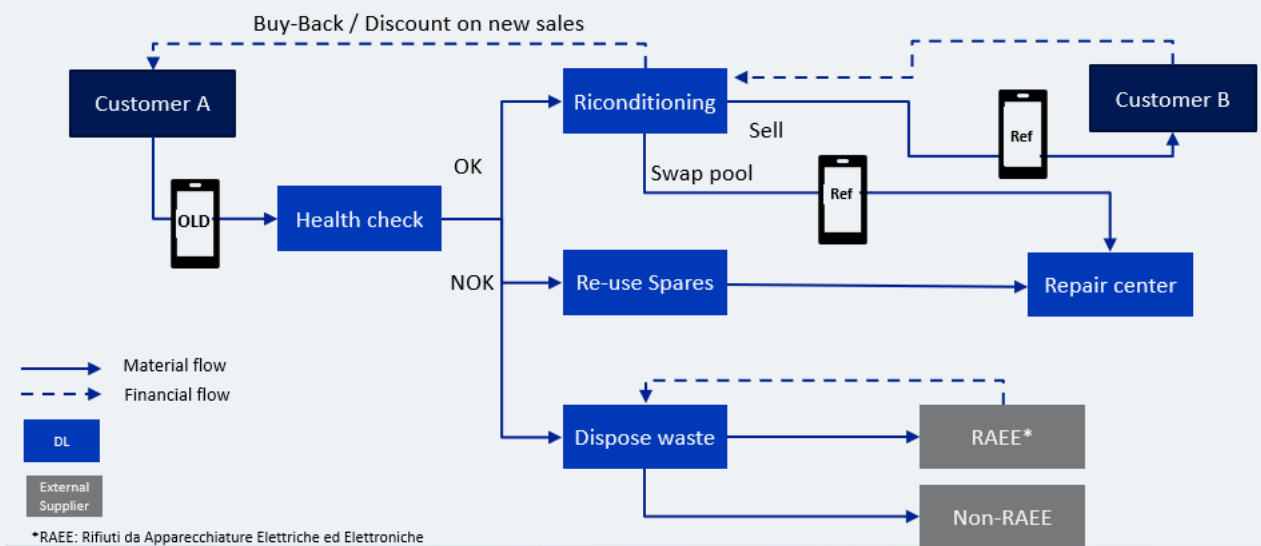 Buy-Back / Discount on new sales
Customer A
Riconditioning
Customer B
Sell
Ref
OK
Swap pool
Ref
OLD
Health check
NOK
Re-use Spares
Repair center
Material flow
Financial flow
DL
Dispose waste
RAEE*
External
Supplier
Non-RAEE
*RAEE: Rifiuti da Apparecchiature Elettriche ed Elettroniche